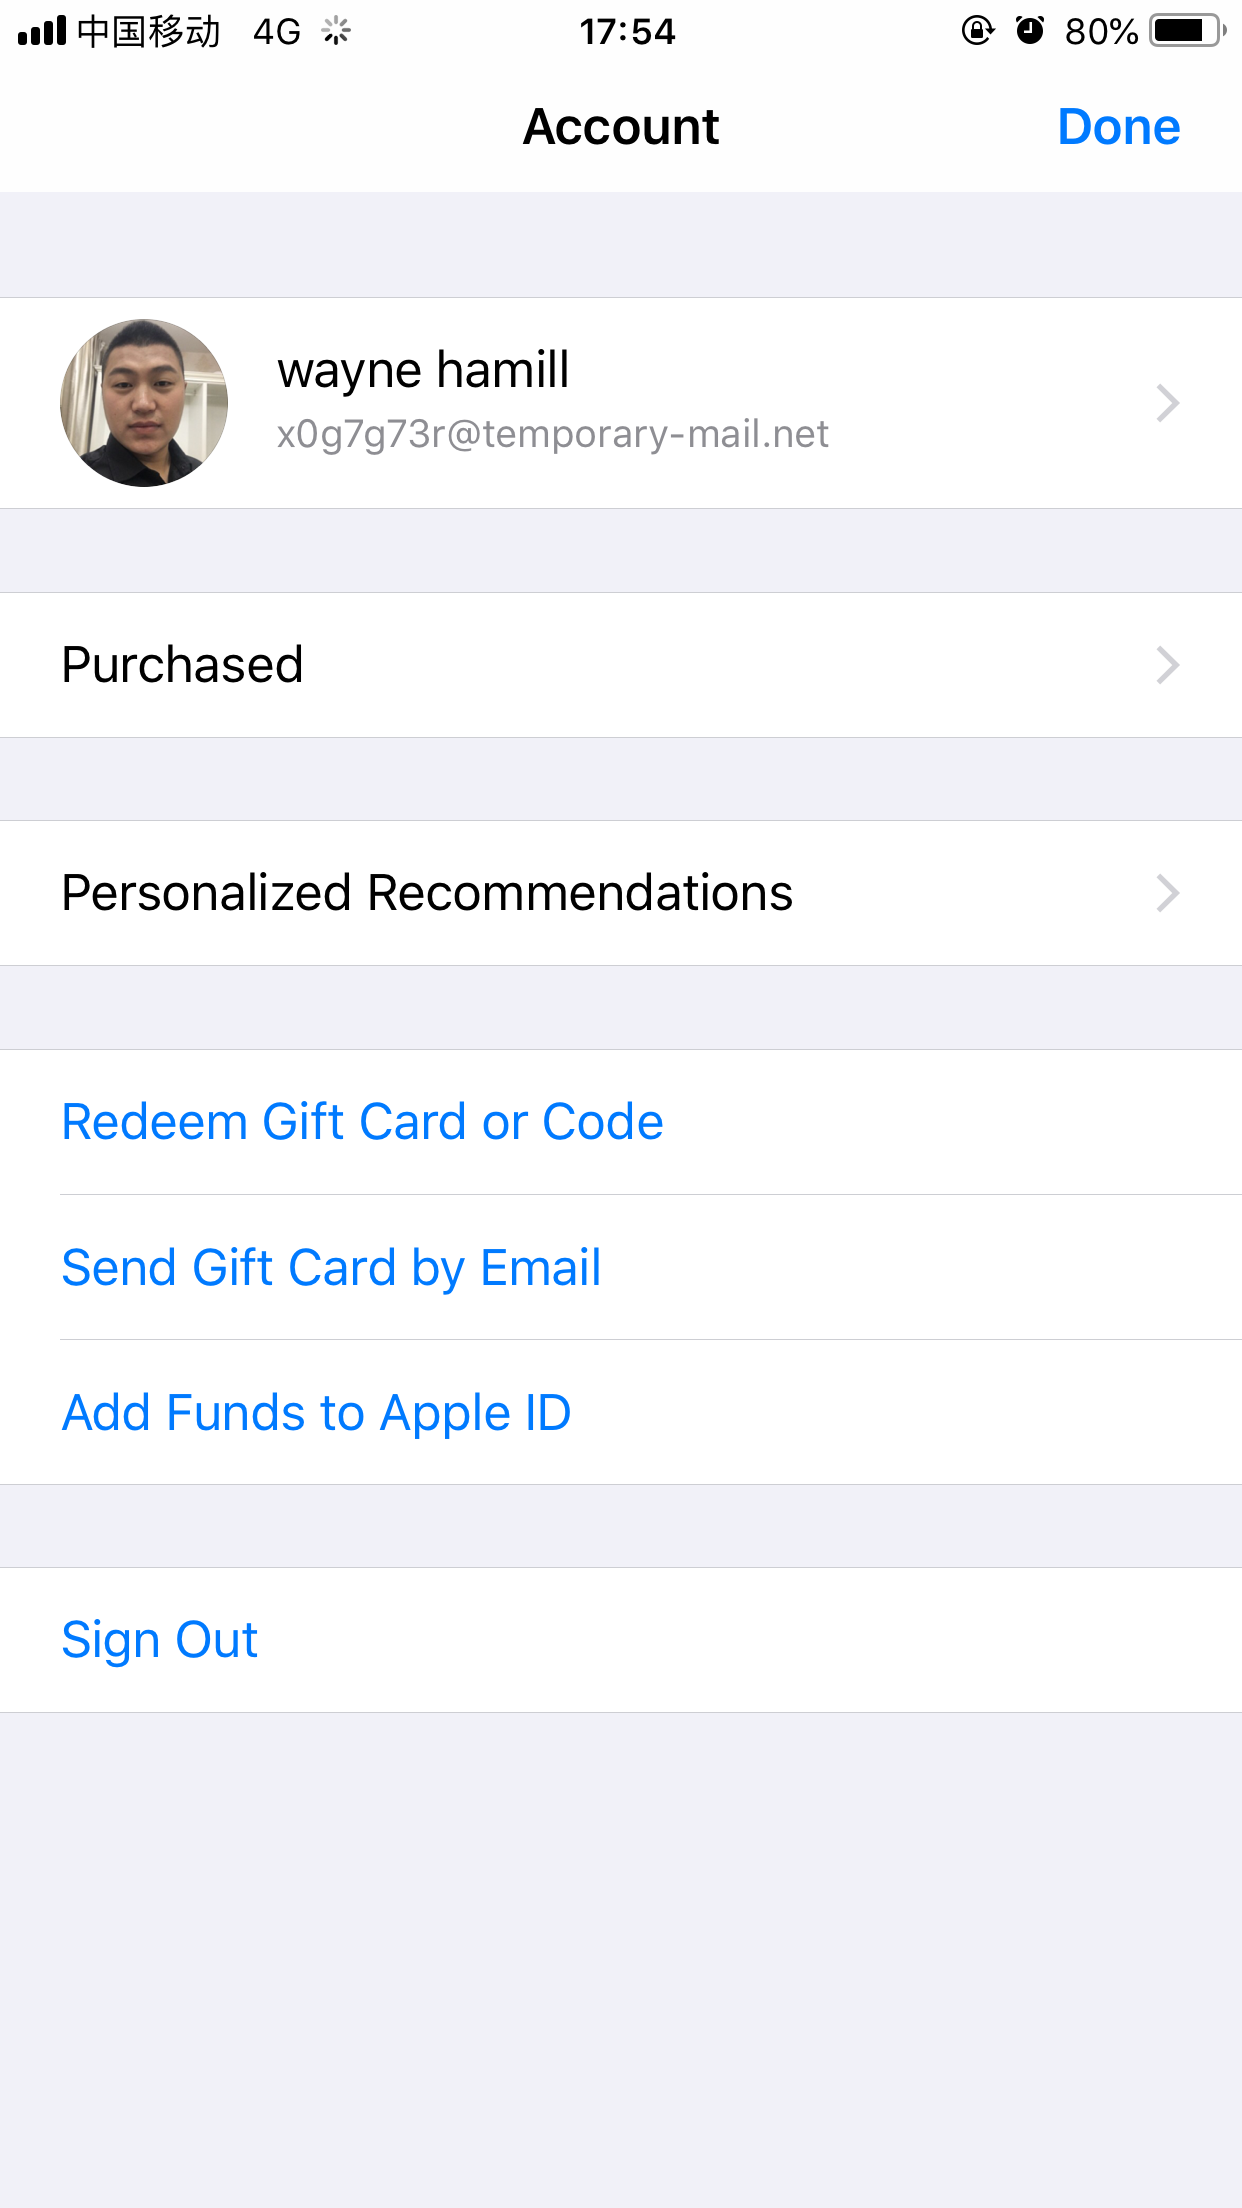 中国移动 4G 17:54 80%
Account Done
wayne hamill
x0g7g73r@temporary-mail.net
Purchased
Personalized Recommendations
Redeem Gift Card or Code
Send Gift Card by Email
Add Funds to Apple ID
Sign Out